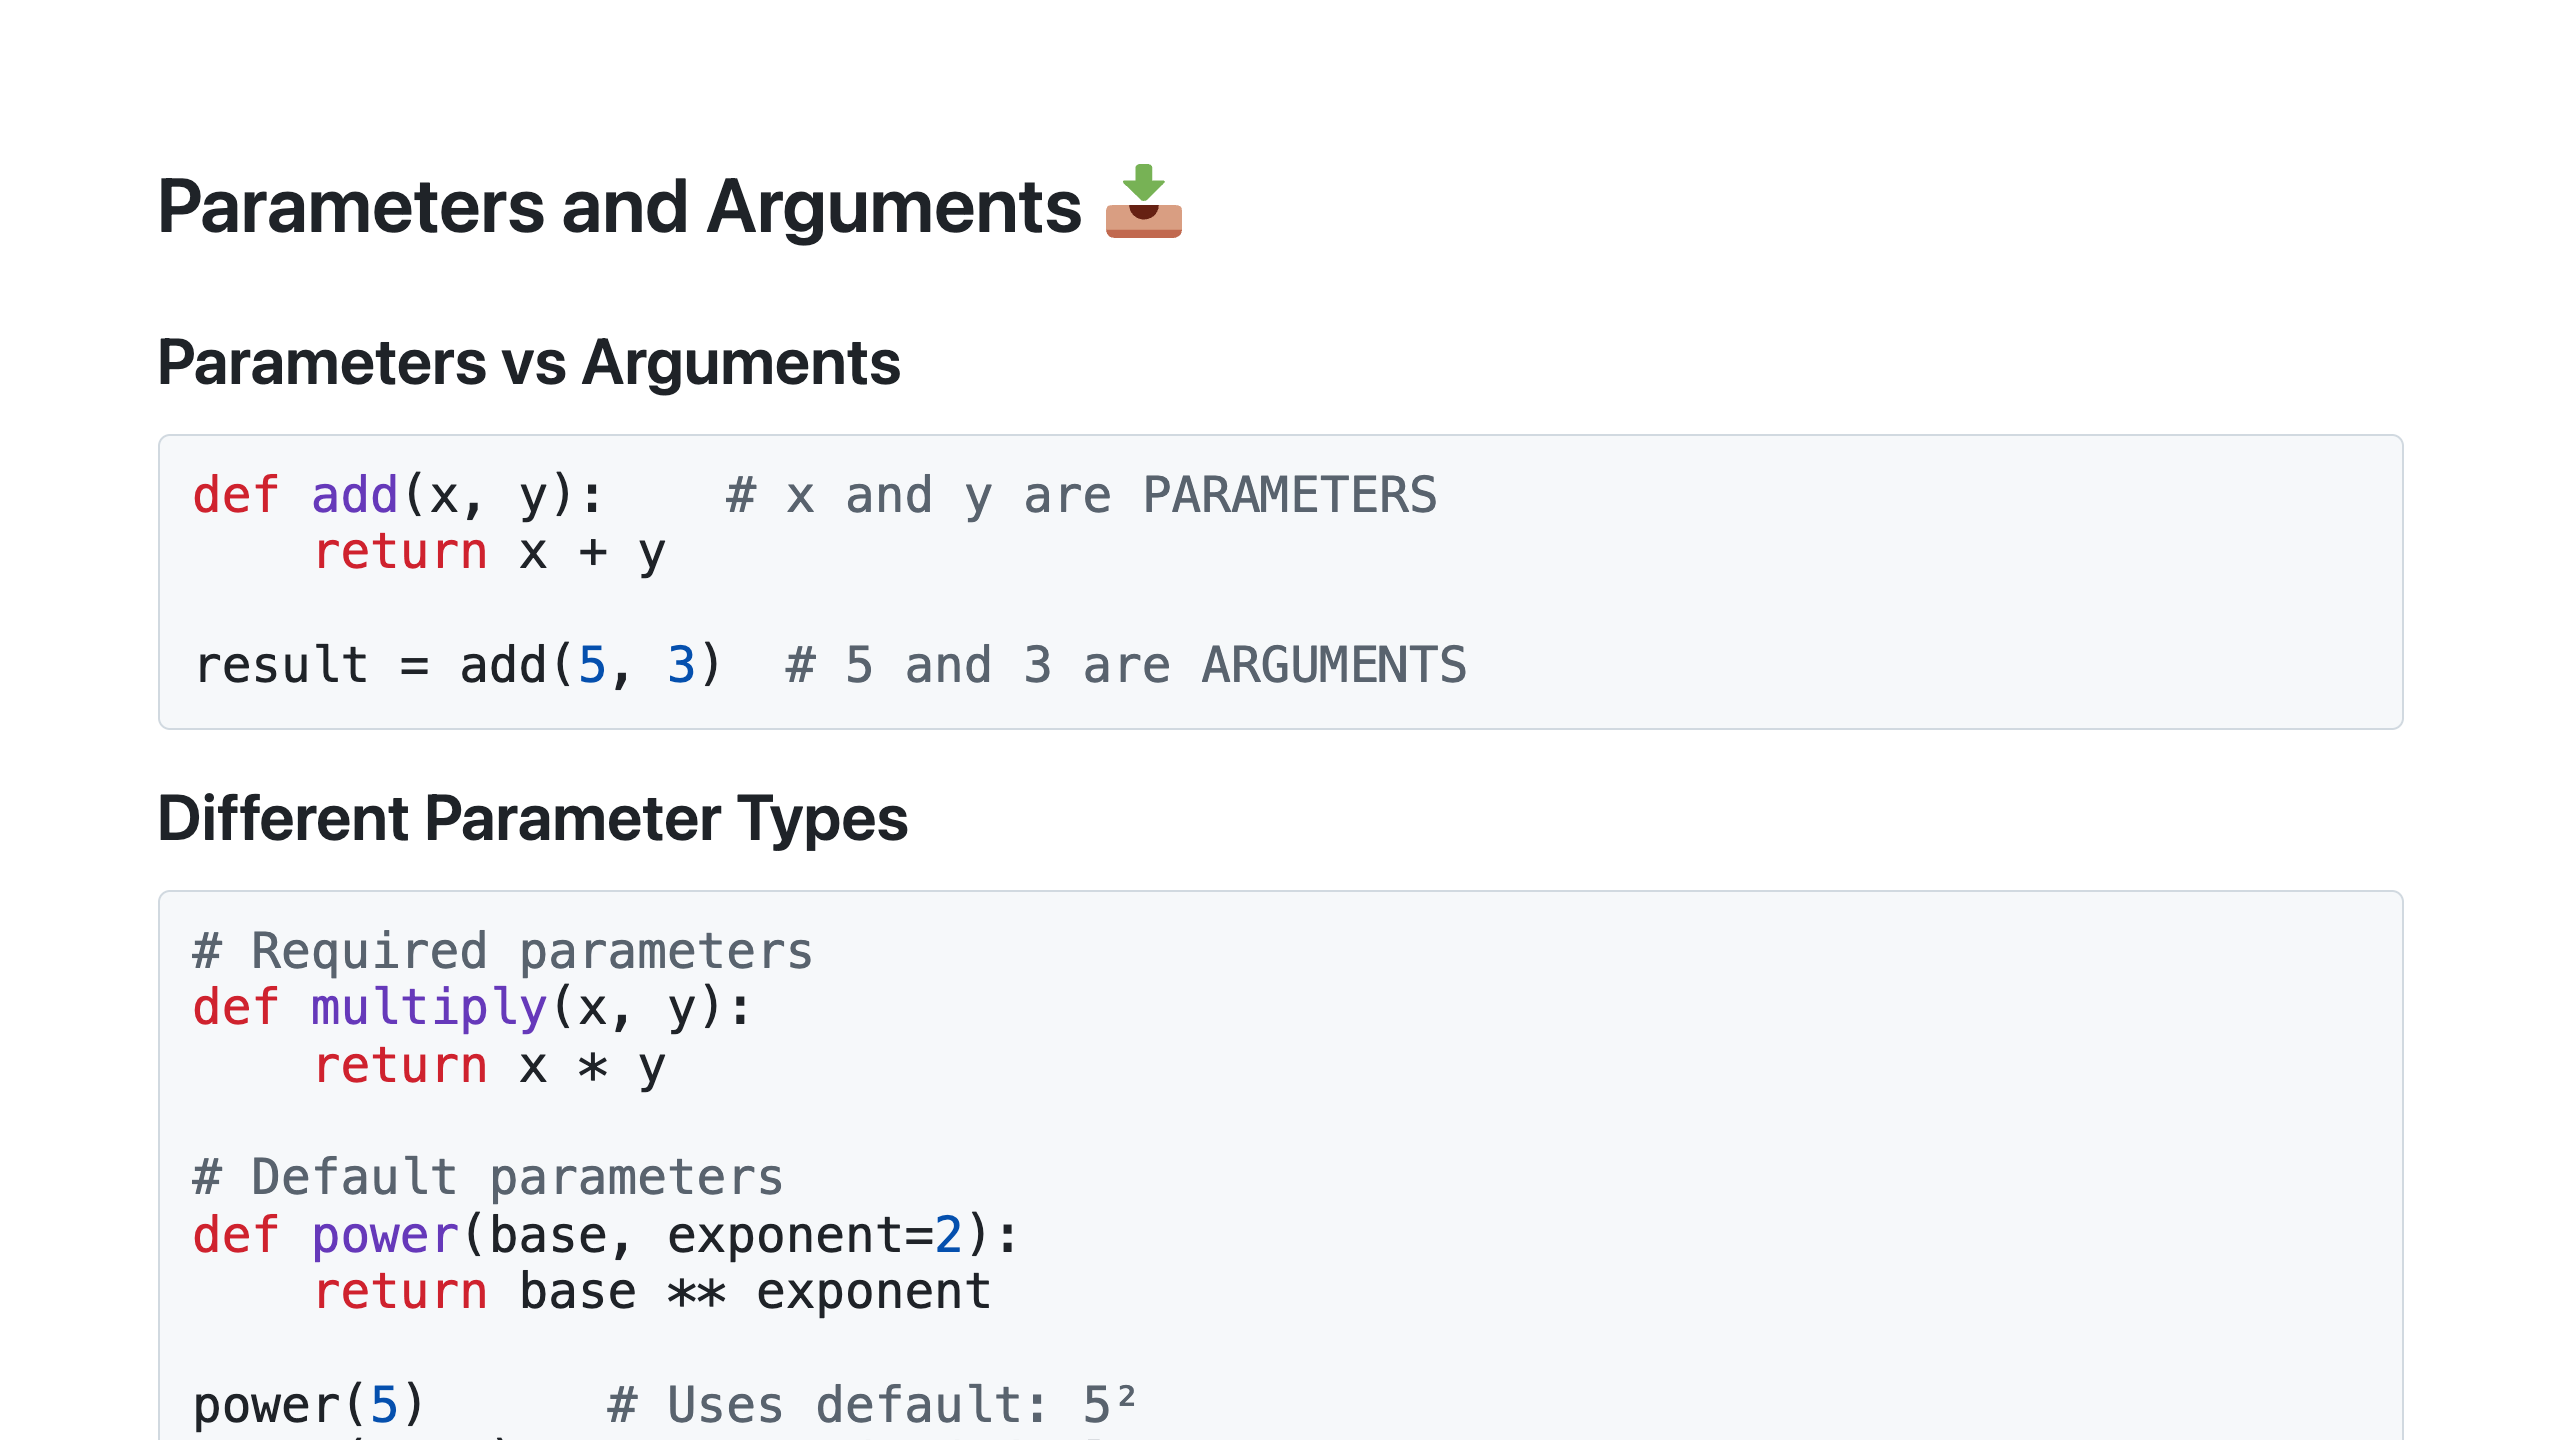 Parameters and Arguments 📥
Parameters vs Arguments
def add(x, y):    # x and y are PARAMETERS
    return x + y
result = add(5, 3)  # 5 and 3 are ARGUMENTS
Different Parameter Types
# Required parameters
def multiply(x, y):
    return x * y
# Default parameters
def power(base, exponent=2):
    return base ** exponent
power(5)      # Uses default: 5²